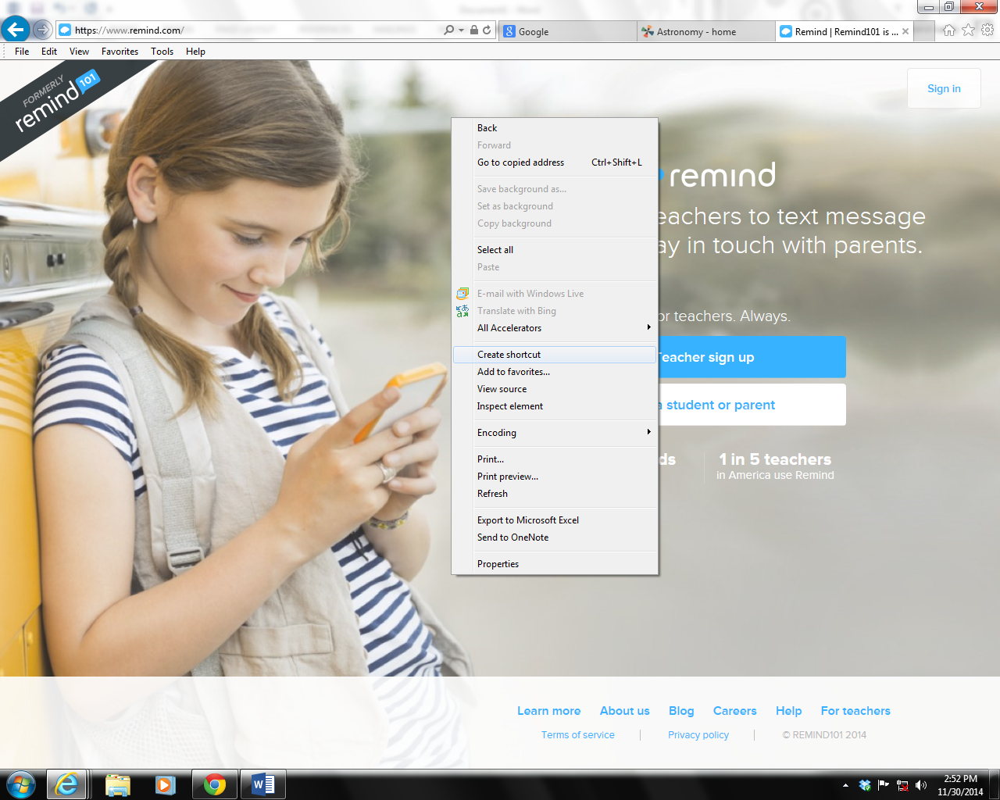 https://www.remind.com/
Google
Astronomy - home
Remind | Remind101 is ...
File Edit View Favorites Tools Help
FORMERLY
remind 101
Sign in
Back
Forward
Go to copied address Ctrl+Shift+L
Save background as...
Set as background
Copy background
Select all
Paste
E-mail with Windows Live
Translate with Bing
All Accelerators
Create shortcut
Add to favorites...
View source
Inspect element
Encoding
Print...
Print preview...
Refresh
Export to Microsoft Excel
Send to OneNote
Properties
remind
eachers to text message
ay in touch with parents.
or teachers. Always.
Teacher sign up
a student or parent
ds
1 in 5 teachers
in America use Remind
Learn more About us Blog Careers Help For teachers
Terms of service | Privacy policy | © REMIND101 2014
2:52 PM
11/30/2014